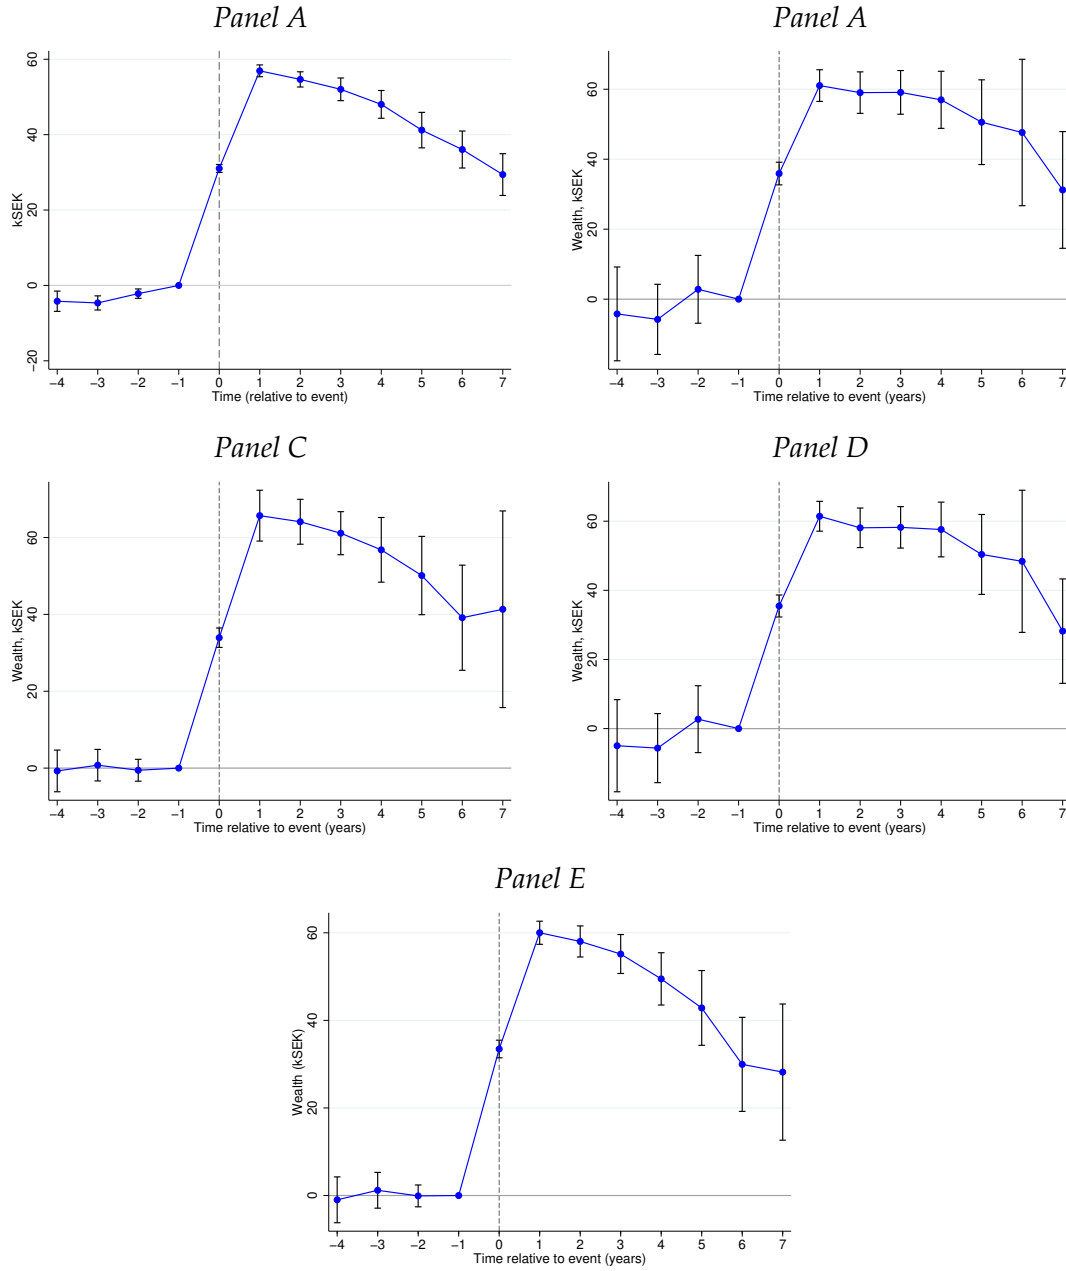 Panel A
60
40
20
0
−20
kSEK
−4 −3 −2 −1 0 1 2 3 4 5 6 7
Time (relative to event)
Panel A
60
40
20
0
Wealth, kSEK
−4 −3 −2 −1 0 1 2 3 4 5 6 7
Time relative to event (years)
Panel C
60
40
20
0
Wealth, kSEK
−4 −3 −2 −1 0 1 2 3 4 5 6 7
Time relative to event (years)
Panel D
60
40
20
0
Wealth, kSEK
−4 −3 −2 −1 0 1 2 3 4 5 6 7
Time relative to event (years)
Panel E
60
40
20
0
Wealth (kSEK)
−4 −3 −2 −1 0 1 2 3 4 5 6 7
Time relative to event (years)